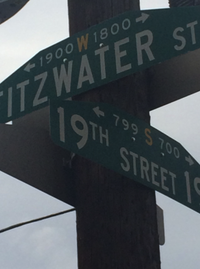 1900 W 1800
FITZWATER ST
799 S 700
19TH STREET 19